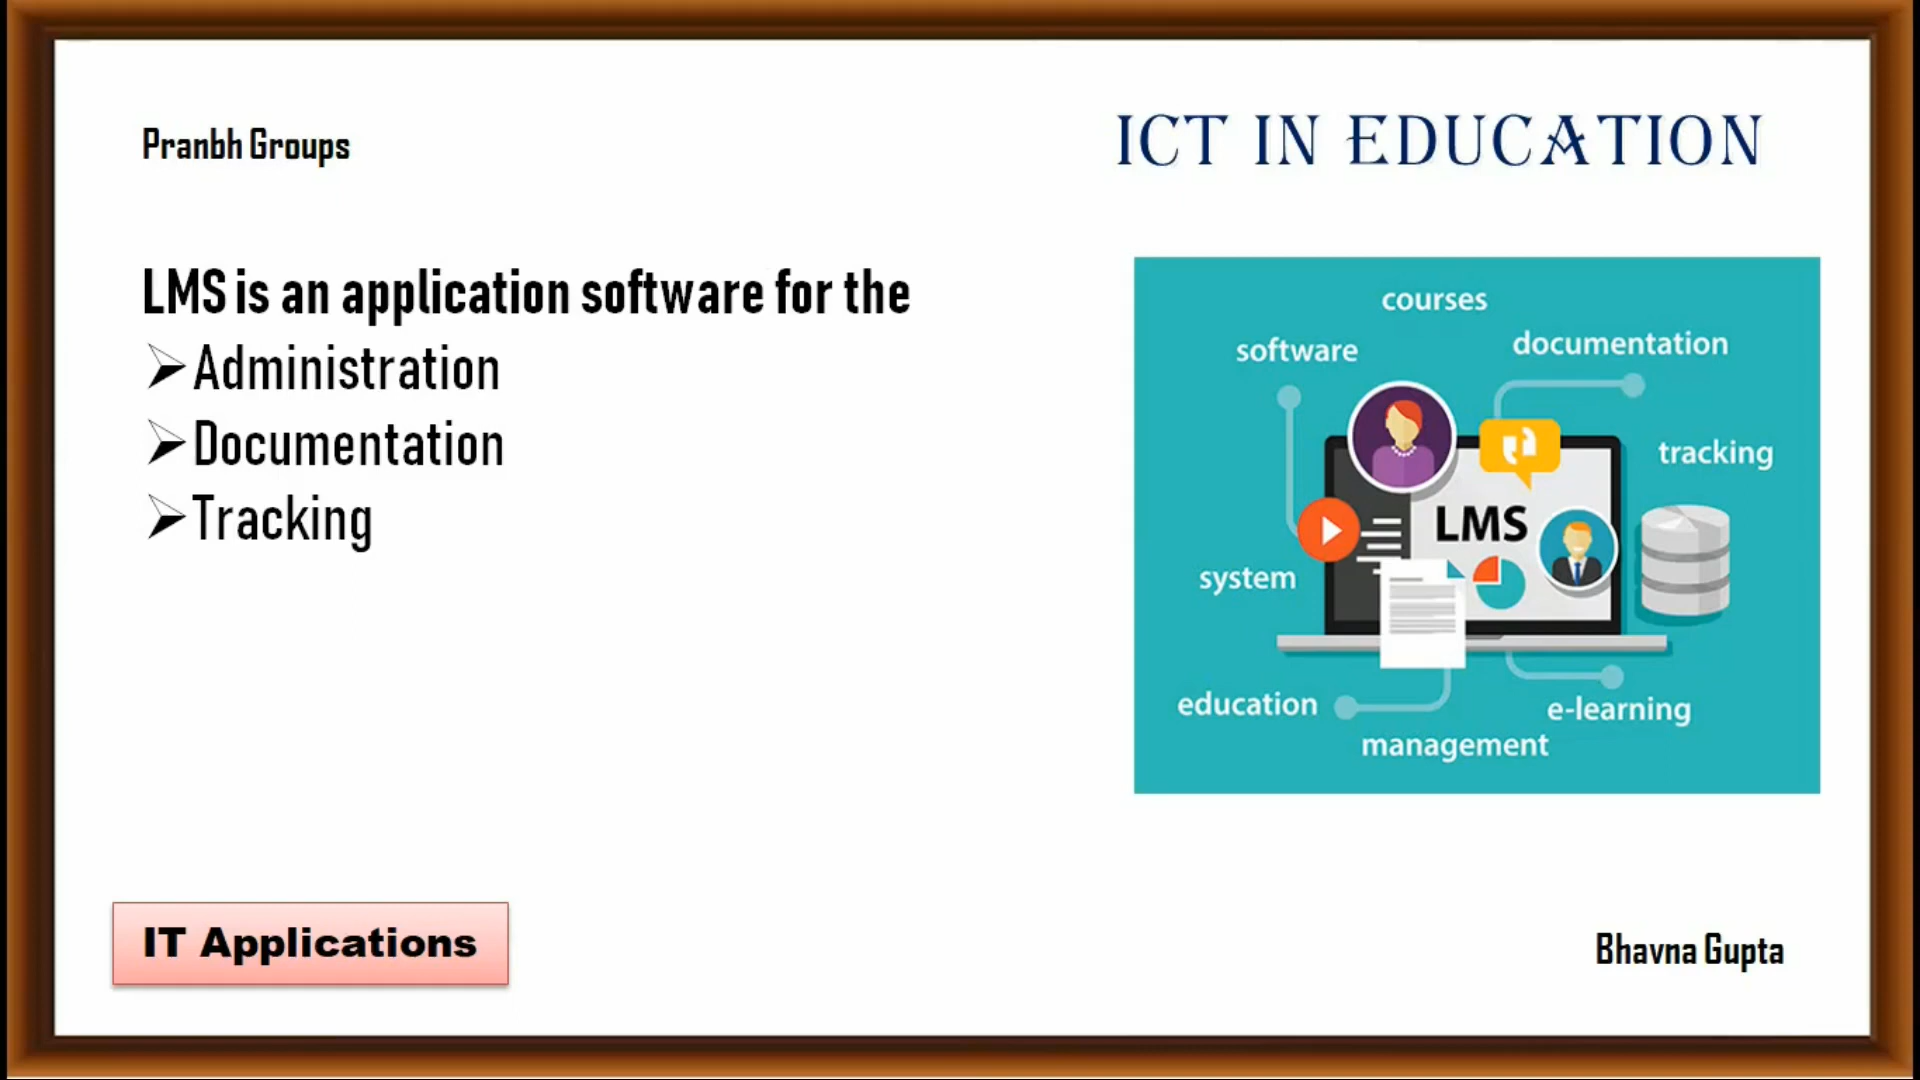 Pranbh Groups
ICT IN EDUCATION
LMS is an application software for the
Administration
Documentation
Tracking
courses
software
documentation
tracking
LMS
system
education
e-learning
management
IT Applications
Bhavna Gupta